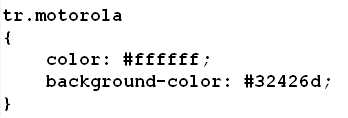 tr.motorola
{
    color: #ffffff;
    background-color: #32426d;
}